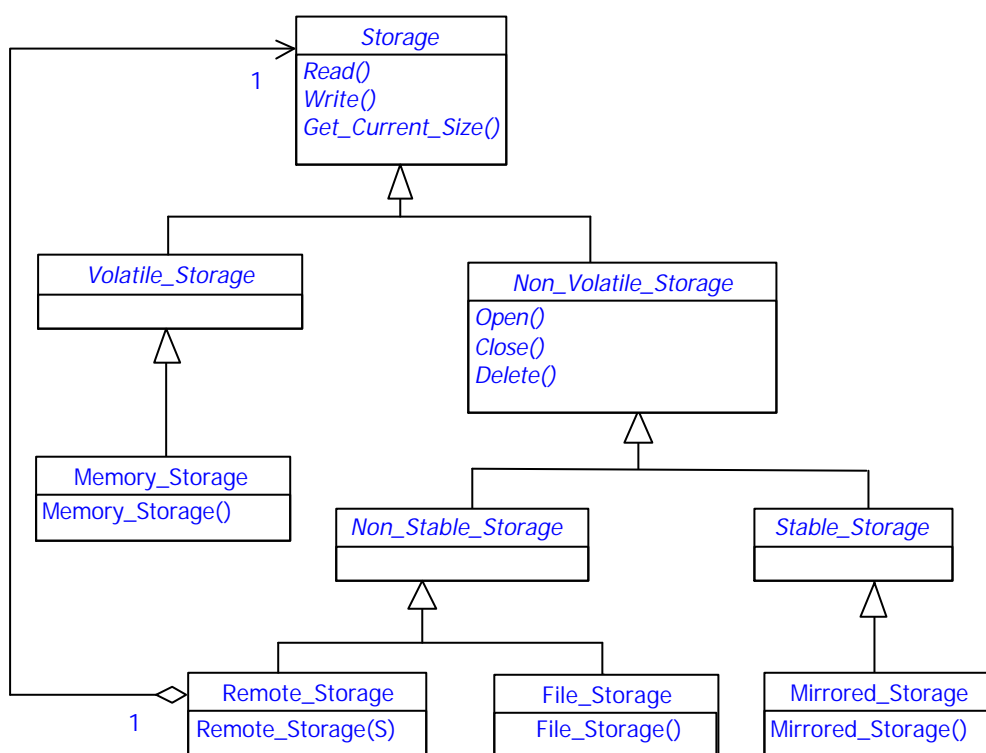 Storage
1
Read()
Write()
Get_Current_Size()
Volatile_Storage
Non_Volatile_Storage
Open()
Close()
Delete()
Memory_Storage
Memory_Storage()
Non_Stable_Storage
Stable_Storage
Remote_Storage
Remote_Storage(S)
1
File_Storage
File_Storage()
Mirrored_Storage
Mirrored_Storage()